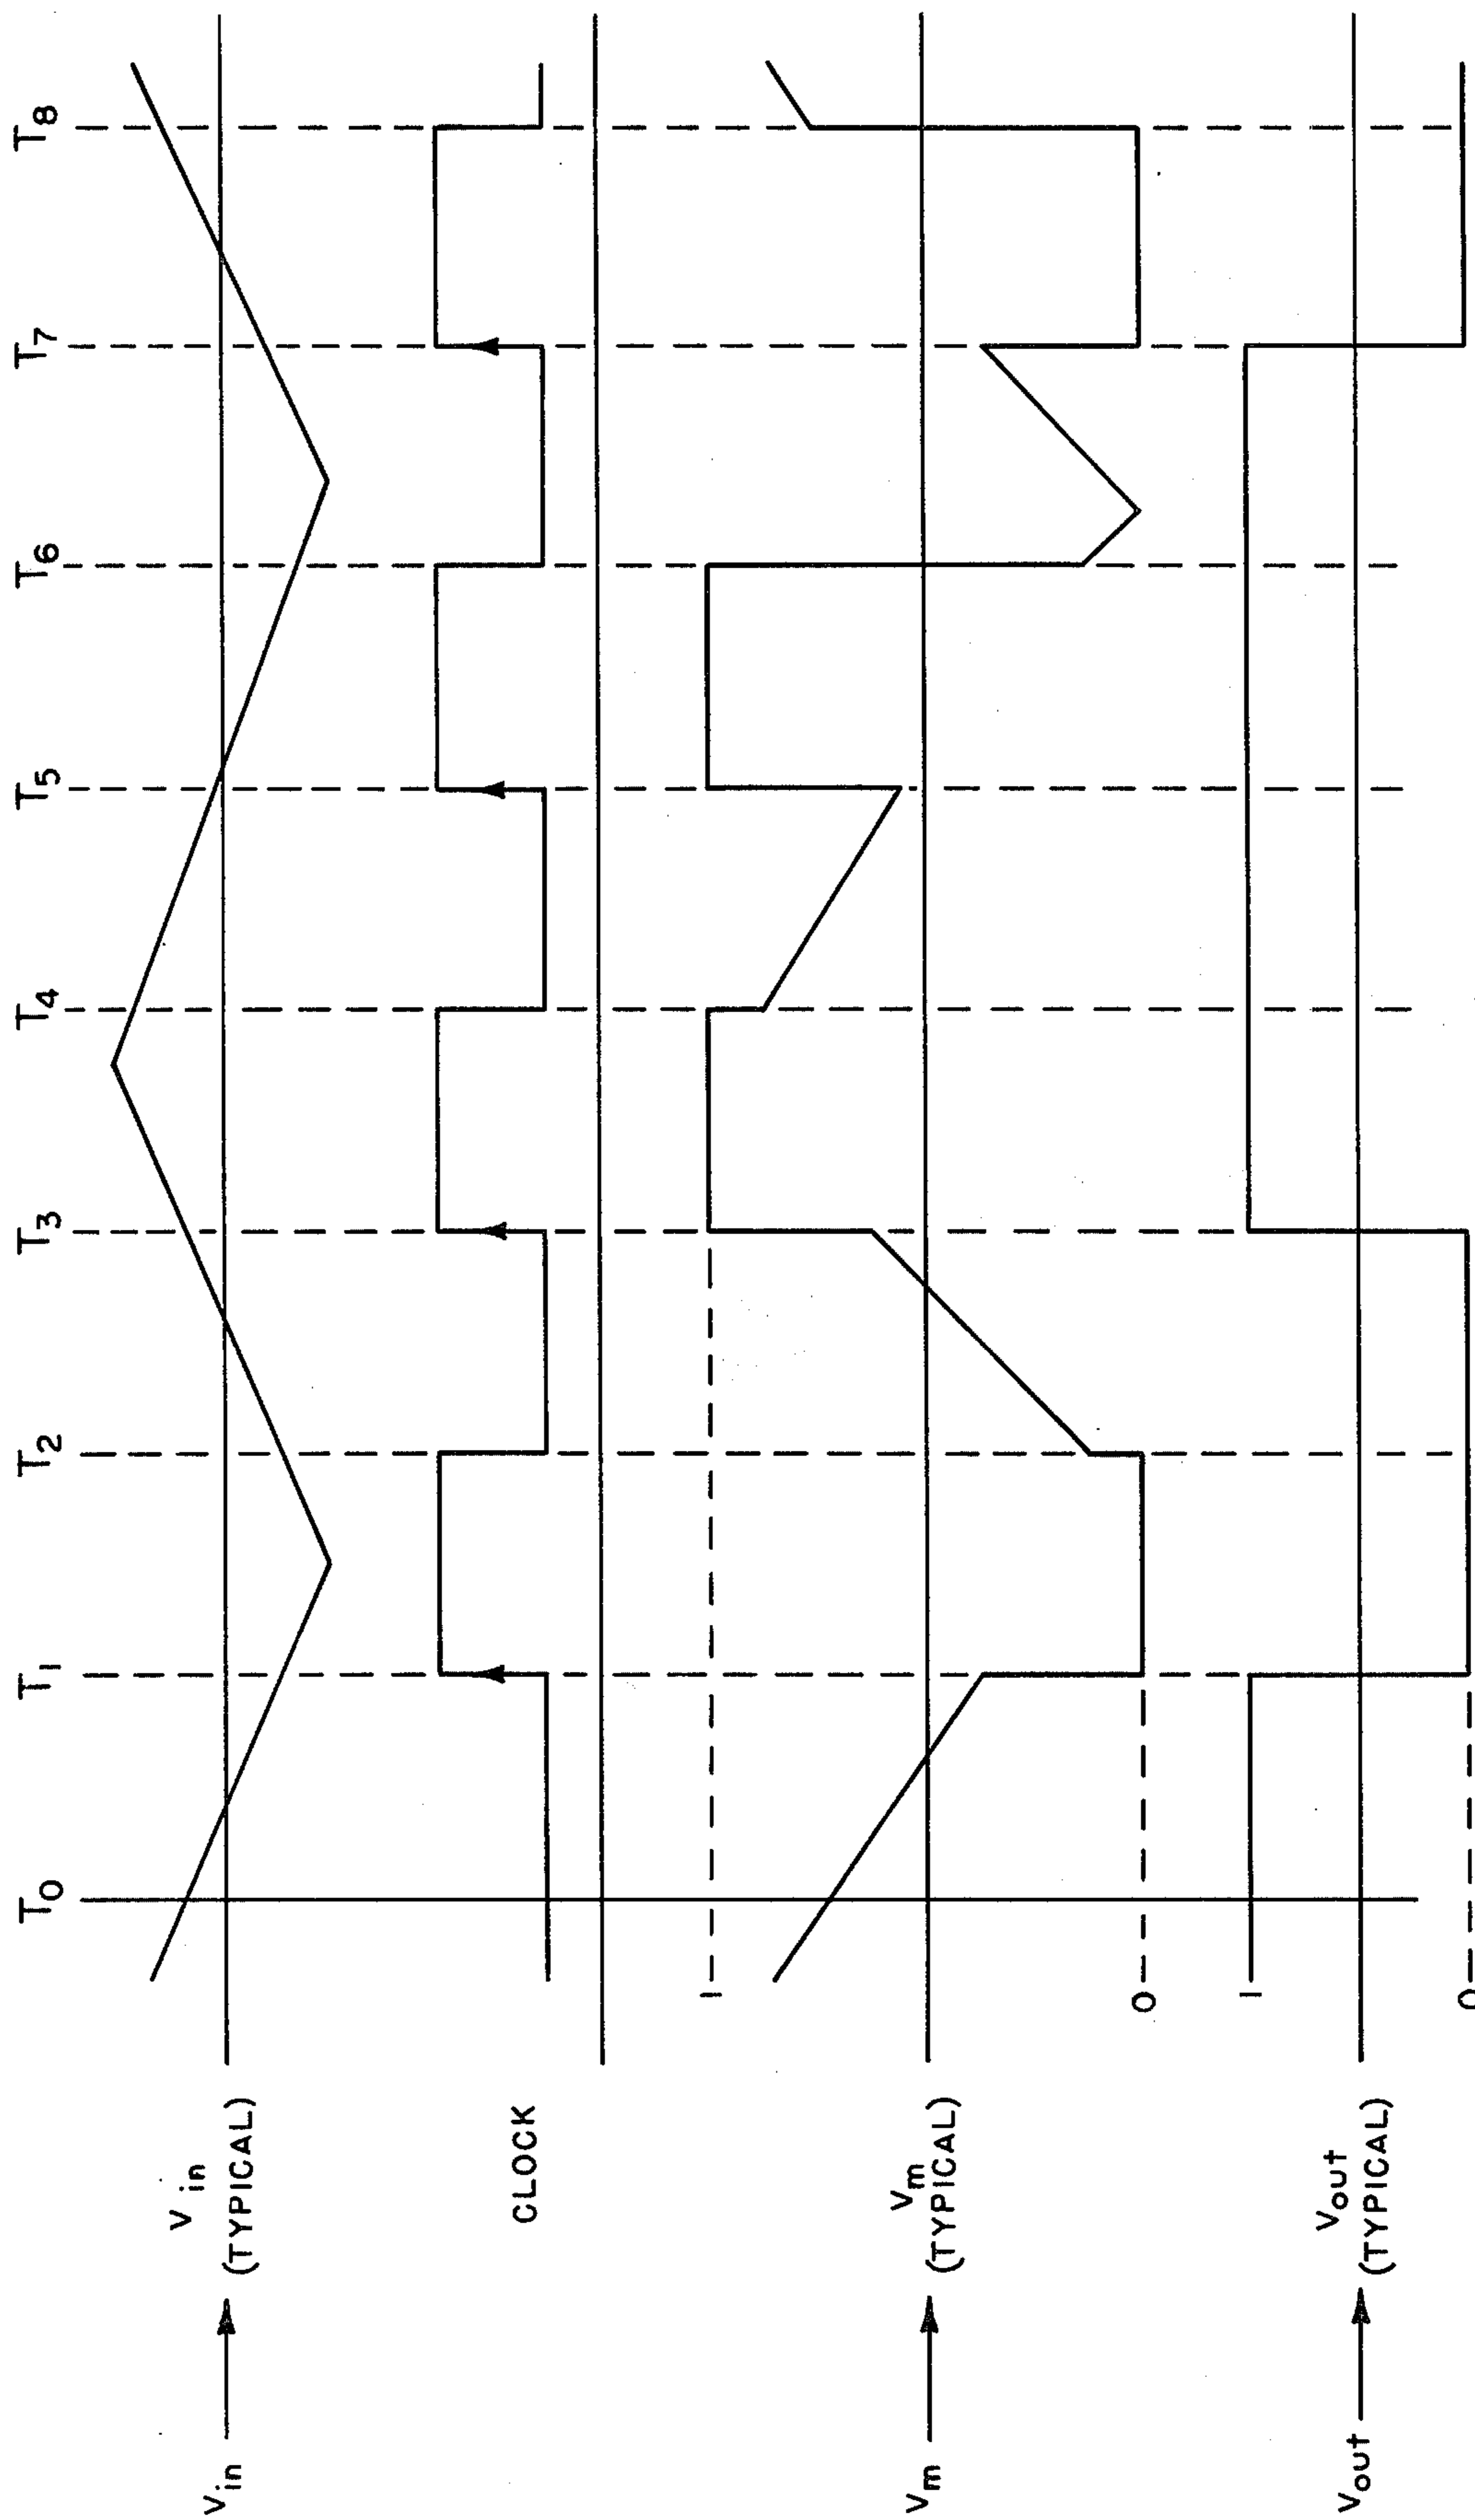 T0 T1 T2 T3 T4 T5 T6 T7 T8
Vin
Vin
(TYPICAL)
CLOCK
1
Vm
Vm
(TYPICAL)
0
1
Vout
Vout
(TYPICAL)
0